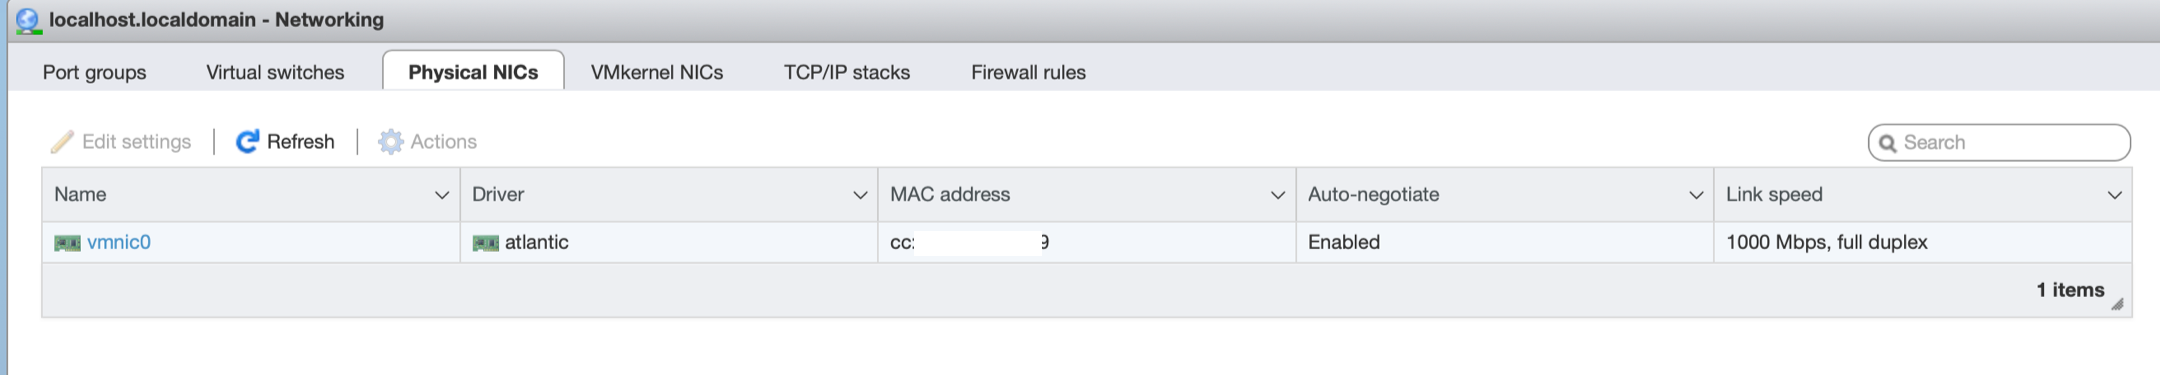 localhost.localdomain - Networking
Port groups Virtual switches Physical NICs VMkernel NICs TCP/IP stacks Firewall rules
Edit settings Refresh Actions Search
Name Driver MAC address Auto-negotiate Link speed
vmnic0 atlantic cc: 9 Enabled 1000 Mbps, full duplex
1 items